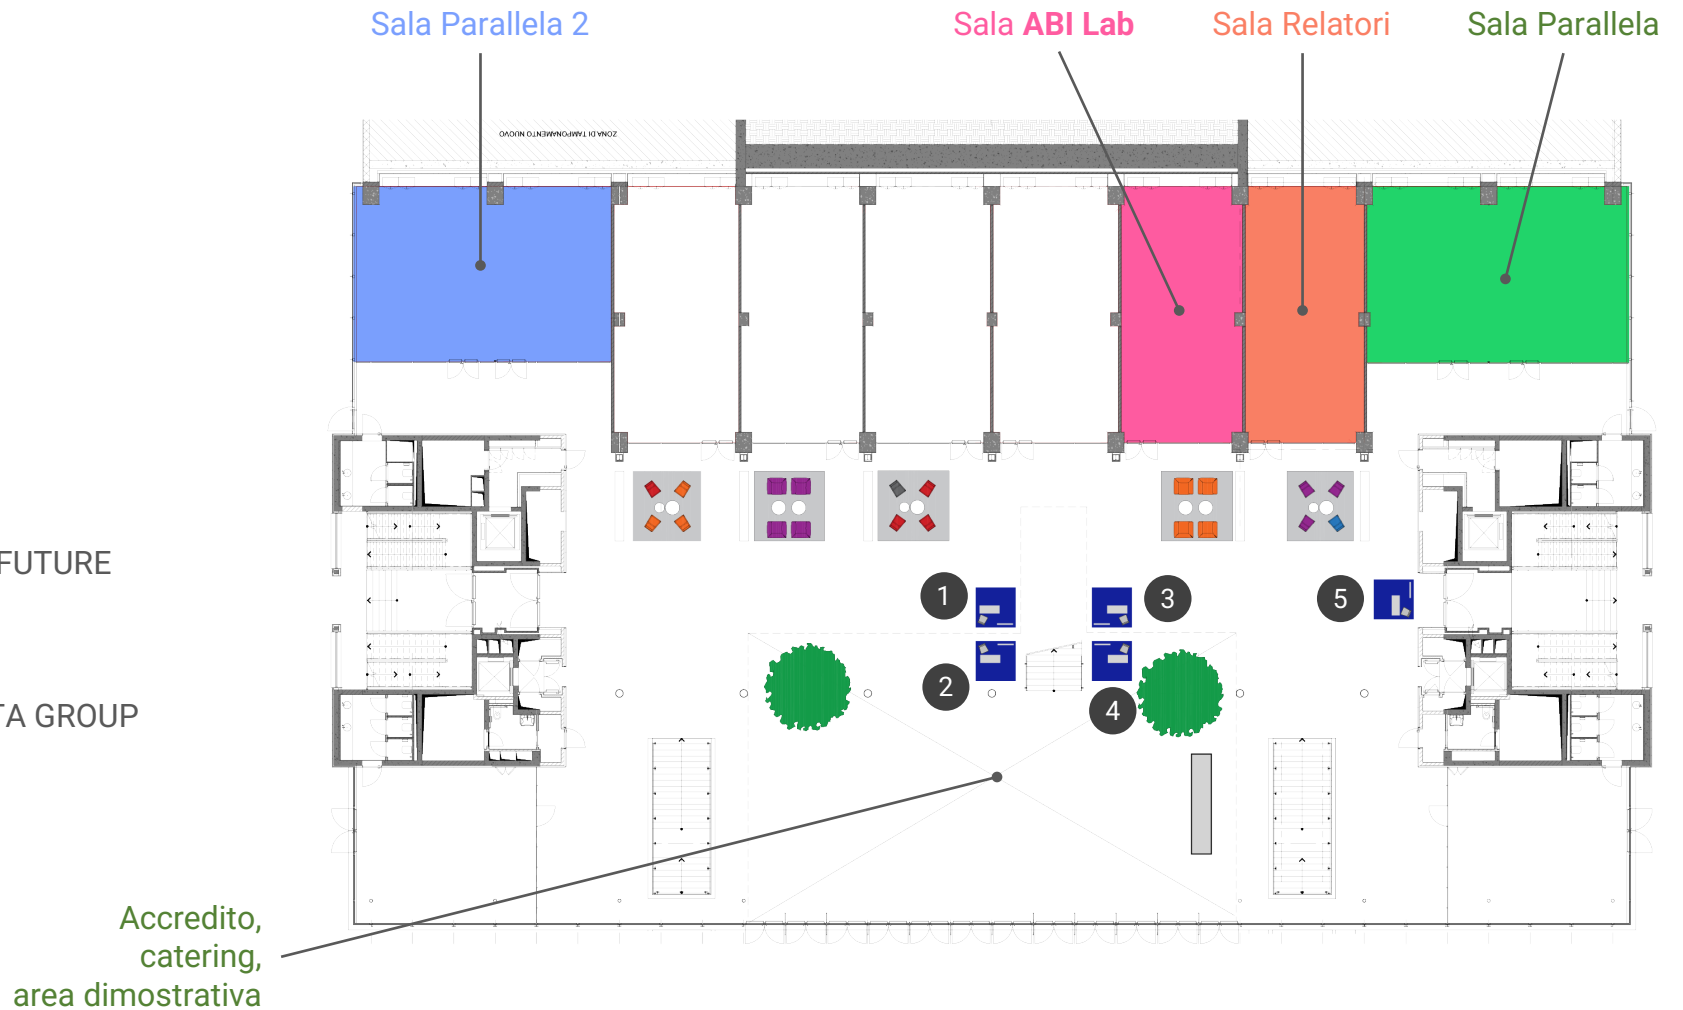 Sala Parallela 2
Sala ABI Lab
Sala Relatori
Sala Parallela
ZONA DI TAMPONAMENTO NUOVO
FUTURE
1
3
5
2
4
TA GROUP
Accredito,
catering,
area dimostrativa